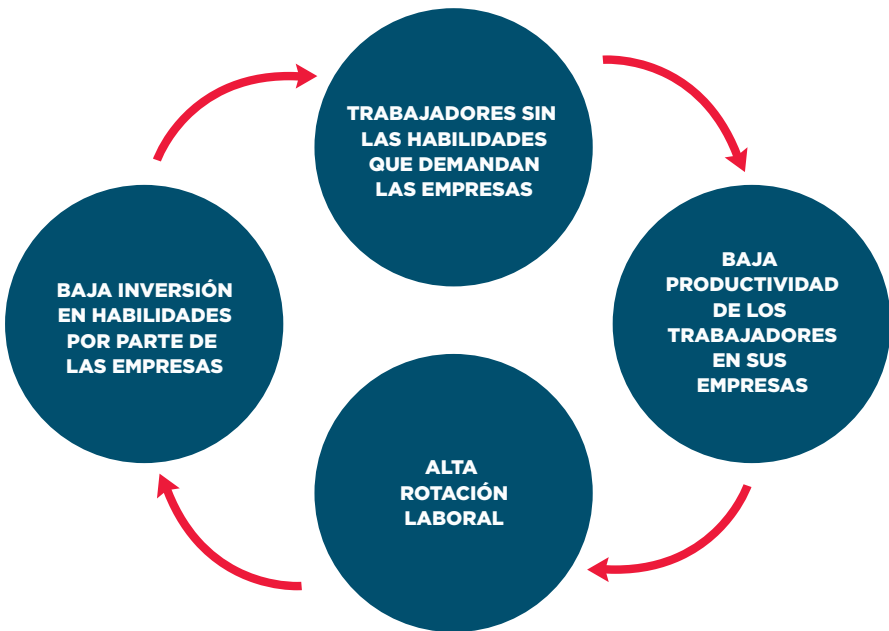 TRABAJADORES SIN
LAS HABILIDADES
QUE DEMANDAN
LAS EMPRESAS
BAJA
PRODUCTIVIDAD
DE LOS
TRABAJADORES
EN SUS
EMPRESAS
ALTA
ROTACIÓN
LABORAL
BAJA INVERSIÓN
EN HABILIDADES
POR PARTE DE
LAS EMPRESAS